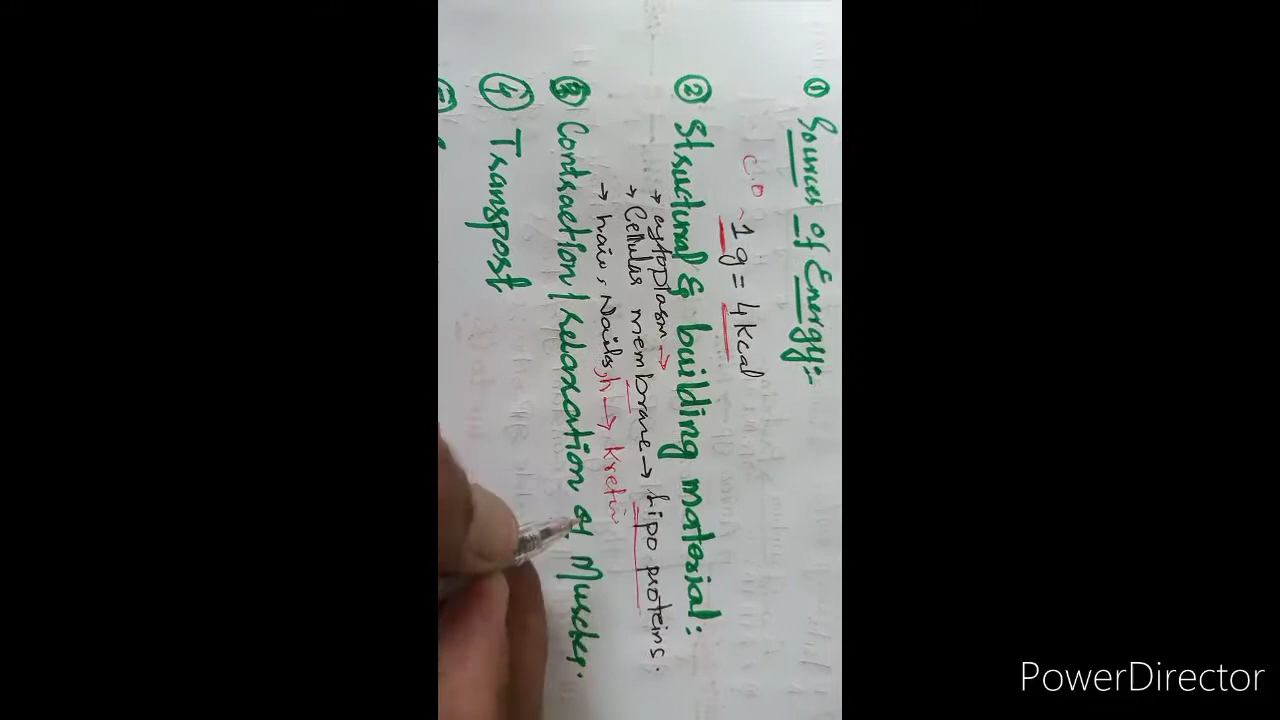 ① Sources of Energy:-
C.O
1g = 4Kcal
② Structural & building material:
→ cytoplasm →
→ Cellular membrane → lipo proteins.
→ hair, Nails, h → Kretin
③ Contraction / relaxation of Muscles.
④ Transport
PowerDirector